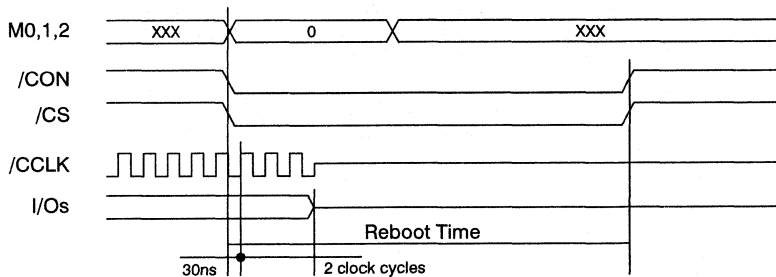 M0,1,2 XXX 0 XXX
/CON
/CS
/CCLK
I/Os
Reboot Time
30ns 2 clock cycles